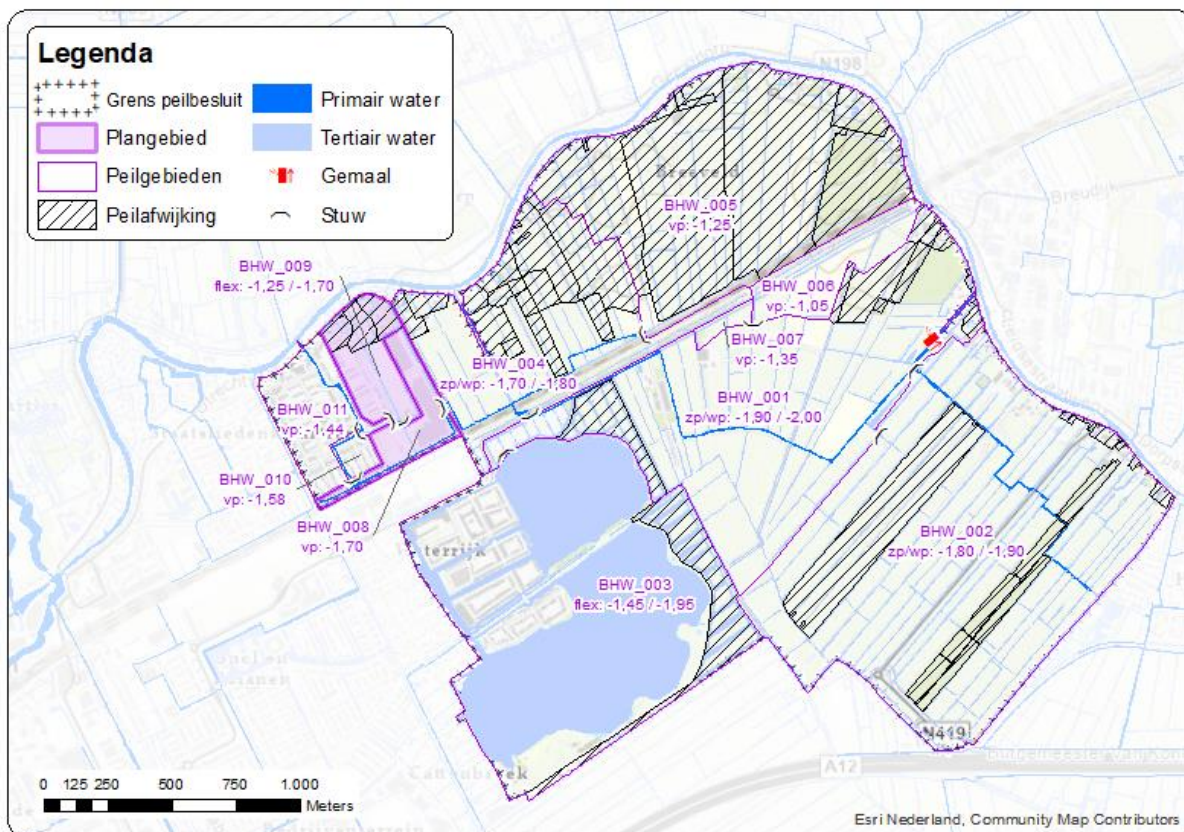 Legenda
Grens peilbesluit
Primair water
Plangebied
Tertiair water
Peilgebieden
Gemaal
Peilafwijking
Stuw
N198
Breeveld
Breudijk
BHW_005
vp: -1,25
BHW_009
flex: -1,25 / -1,70
BHW_006
vp: -1,05
BHW_007
vp: -1,35
BHW_004
zp/wp: -1,70 / -1,80
BHW_001
zp/wp: -1,90 / -2,00
BHW_011
vp: -1,44
BHW_010
vp: -1,58
BHW_008
vp: -1,70
BHW_002
zp/wp: -1,80 / -1,90
terrijk
BHW_003
flex: -1,45 / -1,95
N419
A12
Cattenbroek
0 125 250 500 750 1.000
Meters
Esri Nederland, Community Map Contributors